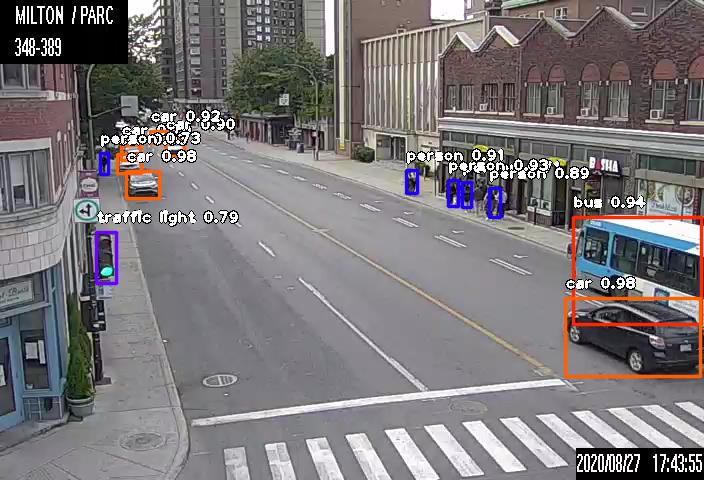 MILTON / PARC
348-389
car 0.92
car
0.90
person 0.73
car 0.98
person 0.91
person 0.93
person 0.89
traffic light 0.79
bus 0.94
car 0.98
2020/08/27 17:43:55